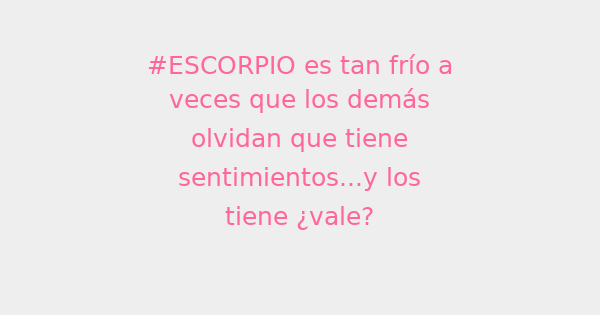 #ESCORPIO es tan frío a
veces que los demás
olvidan que tiene
sentimientos...y los
tiene ¿vale?